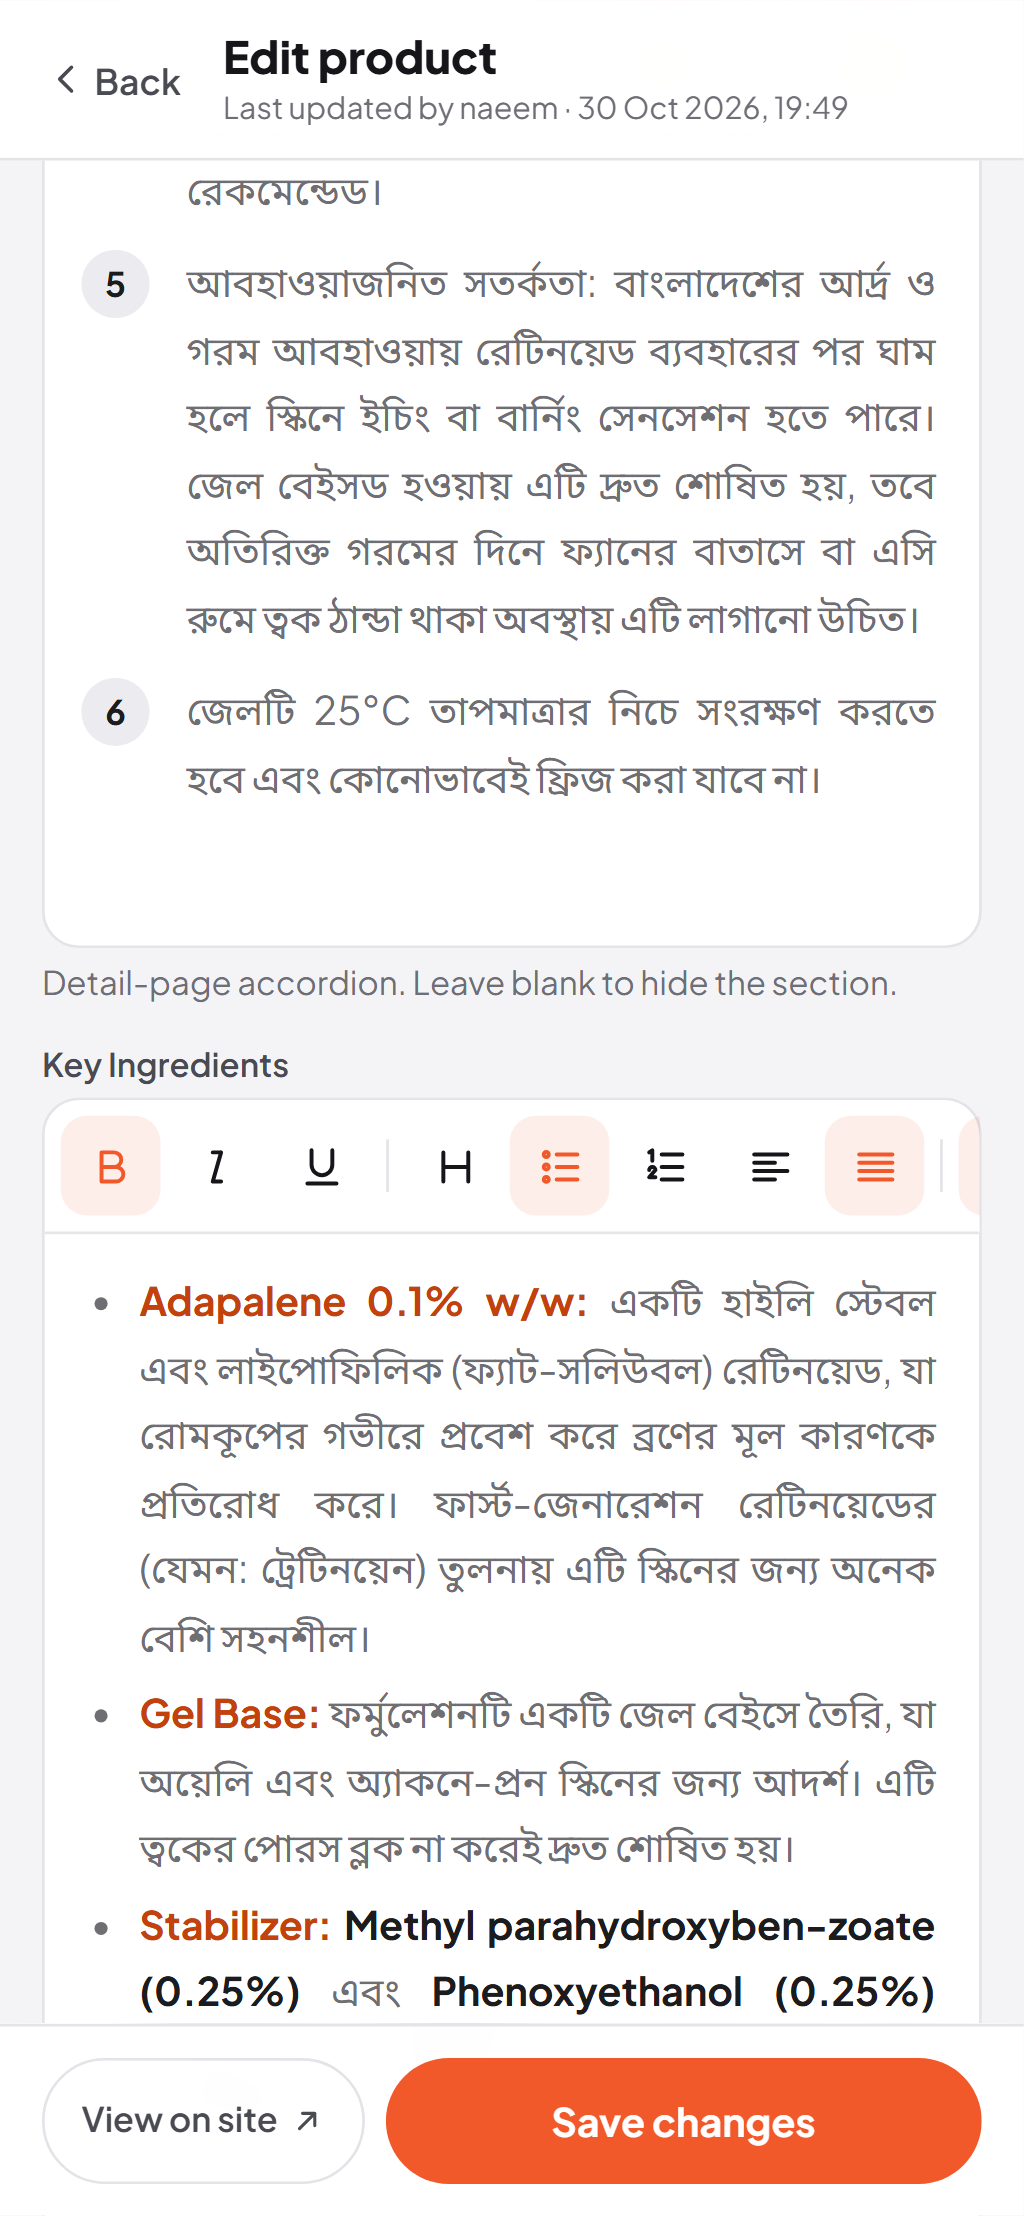 Back
Edit product
Last updated by naeem · 30 Oct 2026, 19:49
রেকমেন্ডেড।
5 আবহাওয়াজনিত সতর্কতা: বাংলাদেশের আর্দ্র ও
গরম আবহাওয়ায় রেটিনয়েড ব্যবহারের পর ঘাম
হলে স্কিনে ইচিং বা বার্নিং সেনসেশন হতে পারে।
জেল বেইসড হওয়ায় এটি দ্রুত শোষিত হয়, তবে
অতিরিক্ত গরমের দিনে ফ্যানের বাতাসে বা এসি
রুমে ত্বক ঠান্ডা থাকা অবস্থায় এটি লাগানো উচিত।
6 জেলটি 25°C তাপমাত্রার নিচে সংরক্ষণ করতে
হবে এবং কোনোভাবেই ফ্রিজ করা যাবে না।
Detail-page accordion. Leave blank to hide the section.
Key Ingredients
B I U H
• Adapalene 0.1% w/w: একটি হাইলি স্টেবল
এবং লাইপোফিলিক (ফ্যাট-সলিউবল) রেটিনয়েড, যা
রোমকূপের গভীরে প্রবেশ করে ব্রণের মূল কারণকে
প্রতিরোধ করে। ফার্স্ট-জেনারেশন রেটিনয়েডের
(যেমন: ট্রেটিনয়েন) তুলনায় এটি স্কিনের জন্য অনেক
বেশি সহনশীল।
• Gel Base: ফর্মুলেশনটি একটি জেল বেইসে তৈরি, যা
অয়েলি এবং অ্যাকনে-প্রন স্কিনের জন্য আদর্শ। এটি
ত্বকের পোরস ব্লক না করেই দ্রুত শোষিত হয়।
• Stabilizer: Methyl parahydroxyben-zoate
(0.25%) এবং Phenoxyethanol (0.25%)
View on site
Save changes